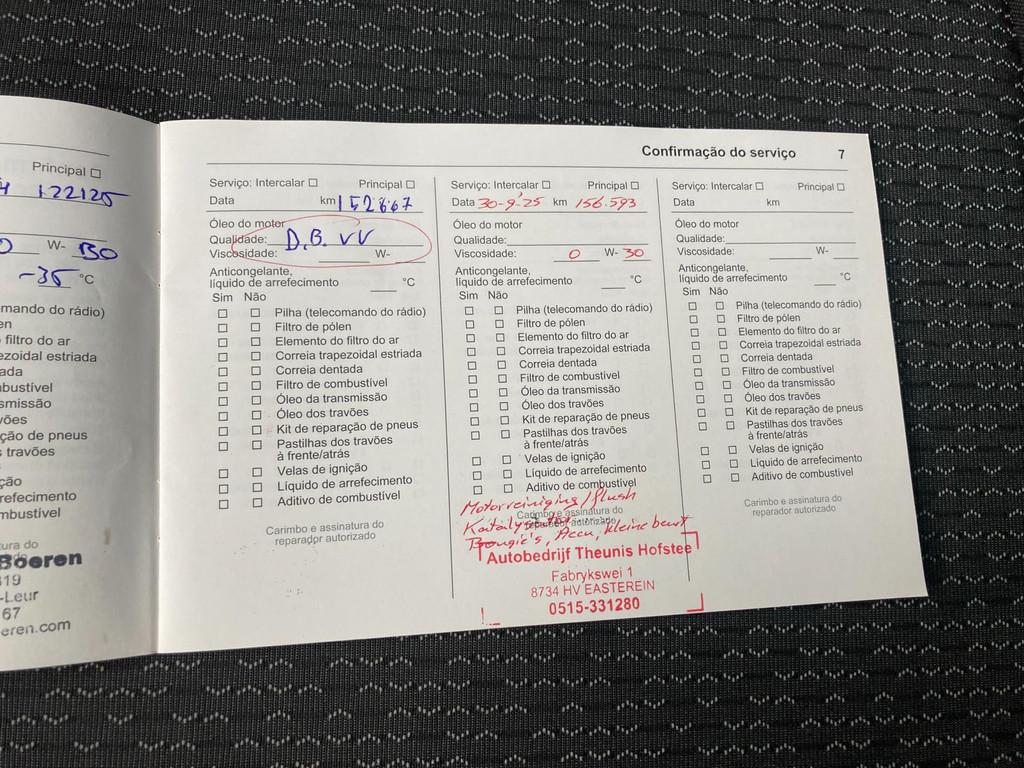 Principal
122125
W- 30
-35 °C
mando do rádio)
en
filtro do ar
pezoidal estriada
ada
mbustível
smissão
vões
ção de pneus
travões
ção
refecimento
mbustível
tura do
Boeren
319
-Leur
67
eren.com
Confirmação do serviço 7
Serviço: Intercalar Principal
Data km 152667
Óleo do motor
Qualidade: D.B. VV
Viscosidade: W-
Anticongelante,
líquido de arrefecimento °C
Sim Não
Pilha (telecomando do rádio)
Filtro de pólen
Elemento do filtro do ar
Correia trapezoidal estriada
Correia dentada
Filtro de combustível
Óleo da transmissão
Óleo dos travões
Kit de reparação de pneus
Pastilhas dos travões
à frente/atrás
Velas de ignição
Líquido de arrefecimento
Aditivo de combustível
Carimbo e assinatura do
reparador autorizado
Serviço: Intercalar Principal
Data 30-9-'25 km 156.593
Óleo do motor
Qualidade:
Viscosidade: 0 W- 30
Anticongelante,
líquido de arrefecimento °C
Sim Não
Pilha (telecomando do rádio)
Filtro de pólen
Elemento do filtro do ar
Correia trapezoidal estriada
Correia dentada
Filtro de combustível
Óleo da transmissão
Óleo dos travões
Kit de reparação de pneus
Pastilhas dos travões
à frente/atrás
Velas de ignição
Líquido de arrefecimento
Aditivo de combustível
Motorreiniging/flush
Carimbo e assinatura do
reparador autorizado
Bougie's, Accu, kleine beurt
Autobedrijf Theunis Hofstee
Fabrykswei 1
8734 HV EASTEREIN
0515-331280
Serviço: Intercalar Principal
Data km
Óleo do motor
Qualidade:
Viscosidade: W-
Anticongelante,
líquido de arrefecimento °C
Sim Não
Pilha (telecomando do rádio)
Filtro de pólen
Elemento do filtro do ar
Correia trapezoidal estriada
Correia dentada
Filtro de combustível
Óleo da transmissão
Óleo dos travões
Kit de reparação de pneus
Pastilhas dos travões
à frente/atrás
Velas de ignição
Líquido de arrefecimento
Aditivo de combustível
Carimbo e assinatura do
reparador autorizado